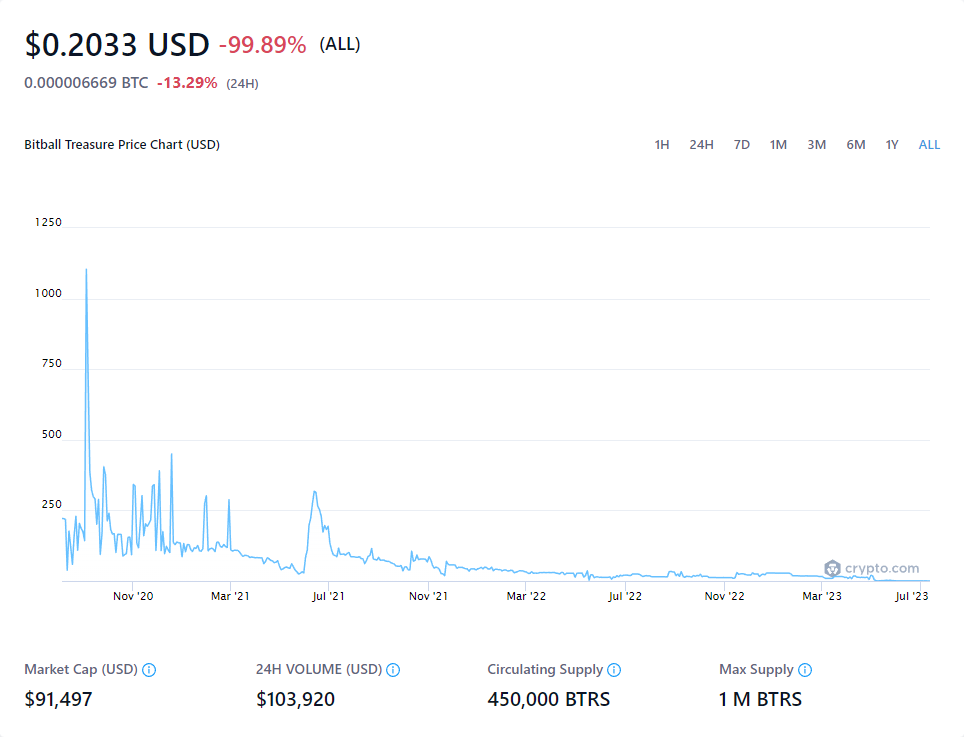 $0.2033 USD -99.89% (ALL)
0.000006669 BTC -13.29% (24H)
Bitball Treasure Price Chart (USD) 1H 24H 7D 1M 3M 6M 1Y ALL
1250
1000
750
500
250
crypto.com
Nov '20 Mar '21 Jul '21 Nov '21 Mar '22 Jul '22 Nov '22 Mar '23 Jul '23
Market Cap (USD) 24H VOLUME (USD) Circulating Supply Max Supply
$91,497 $103,920 450,000 BTRS 1 M BTRS